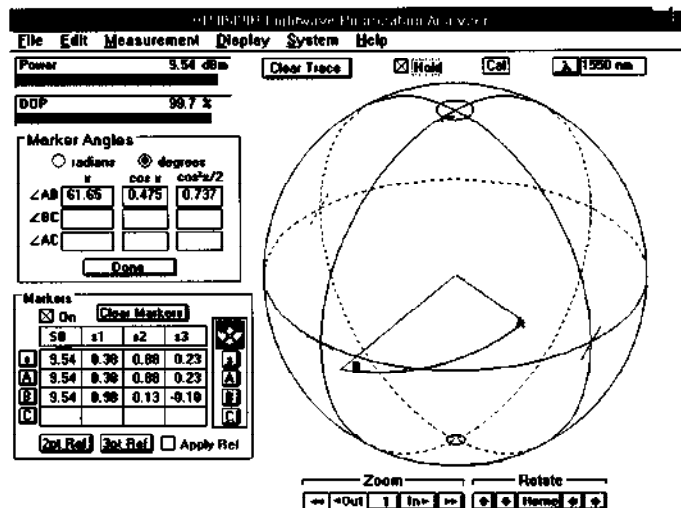 Lightwave Polarization Analyzer
File Edit Measurement Display System Help
Power 9.54 dBm
DOP 99.7 %
Clear Trace Hold Cal λ 1550 nm
Marker Angles
radians degrees
x cos x cos²x/2
∠AB 61.65 0.475 0.737
∠BC
∠AC
Done
Markers
On Clear Markers
S0 s1 s2 s3
9.54 0.38 0.88 0.23
A 9.54 0.38 0.88 0.23 A
B 9.54 0.98 0.13 -0.10 B
C C
2pt Ref 3pt Ref Apply Ref
A
B
Zoom Rotate
Out 1 In Home